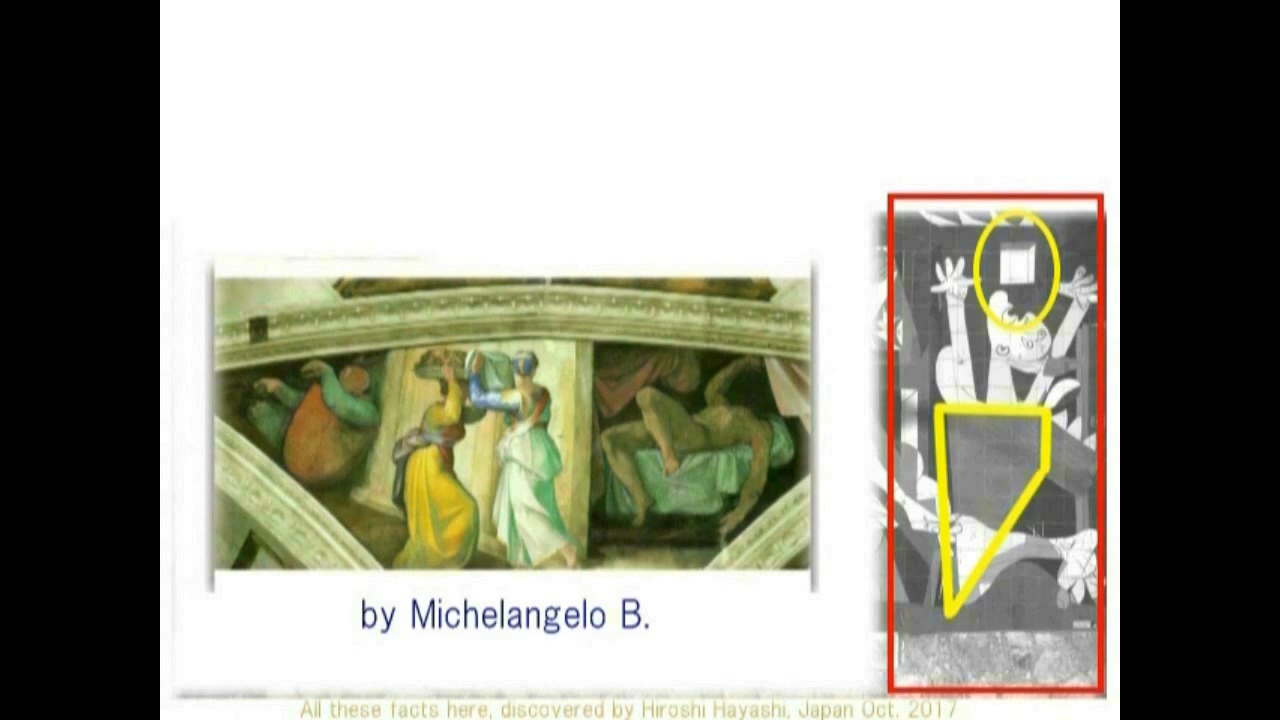 by Michelangelo B.
All these facts here, discovered by Hiroshi Hayashi, Japan Oct. 2017